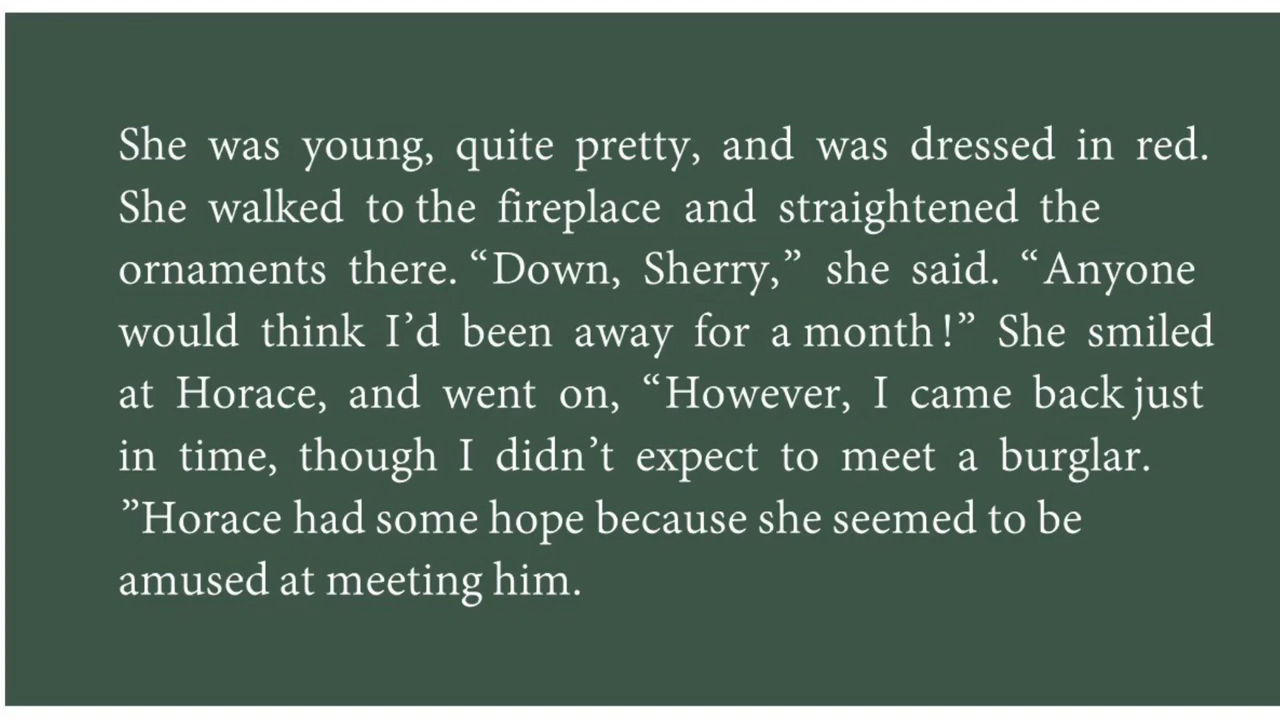 She was young, quite pretty, and was dressed in red.
She walked to the fireplace and straightened the
ornaments there. “Down, Sherry,” she said. “Anyone
would think I’d been away for a month!” She smiled
at Horace, and went on, “However, I came back just
in time, though I didn’t expect to meet a burglar.
”Horace had some hope because she seemed to be
amused at meeting him.